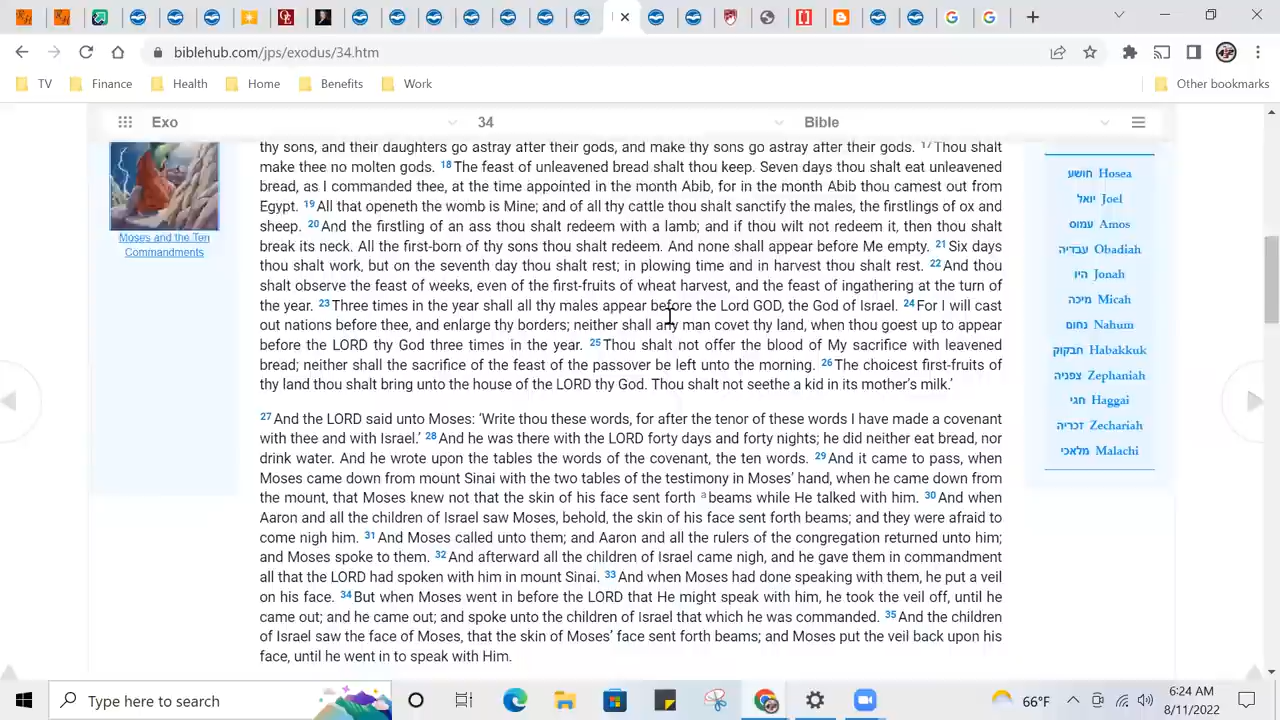 biblehub.com/jps/exodus/34.htm
TV Finance Health Home Benefits Work Other bookmarks
Exo 34 Bible
thy sons, and their daughters go astray after their gods, and make thy sons go astray after their gods. 17 Thou shalt
make thee no molten gods. 18 The feast of unleavened bread shalt thou keep. Seven days thou shalt eat unleavened
bread, as I commanded thee, at the time appointed in the month Abib, for in the month Abib thou camest out from
Egypt. 19 All that openeth the womb is Mine; and of all thy cattle thou shalt sanctify the males, the firstlings of ox and
sheep. 20 And the firstling of an ass thou shalt redeem with a lamb; and if thou wilt not redeem it, then thou shalt
break its neck. All the first-born of thy sons thou shalt redeem. And none shall appear before Me empty. 21 Six days
thou shalt work, but on the seventh day thou shalt rest; in plowing time and in harvest thou shalt rest. 22 And thou
shalt observe the feast of weeks, even of the first-fruits of wheat harvest, and the feast of ingathering at the turn of
the year. 23 Three times in the year shall all thy males appear before the Lord GOD, the God of Israel. 24 For I will cast
out nations before thee, and enlarge thy borders; neither shall any man covet thy land, when thou goest up to appear
before the LORD thy God three times in the year. 25 Thou shalt not offer the blood of My sacrifice with leavened
bread; neither shall the sacrifice of the feast of the passover be left unto the morning. 26 The choicest first-fruits of
thy land thou shalt bring unto the house of the LORD thy God. Thou shalt not seethe a kid in its mother’s milk.’
27 And the LORD said unto Moses: ‘Write thou these words, for after the tenor of these words I have made a covenant
with thee and with Israel.’ 28 And he was there with the LORD forty days and forty nights; he did neither eat bread, nor
drink water. And he wrote upon the tables the words of the covenant, the ten words. 29 And it came to pass, when
Moses came down from mount Sinai with the two tables of the testimony in Moses’ hand, when he came down from
the mount, that Moses knew not that the skin of his face sent forth a beams while He talked with him. 30 And when
Aaron and all the children of Israel saw Moses, behold, the skin of his face sent forth beams; and they were afraid to
come nigh him. 31 And Moses called unto them; and Aaron and all the rulers of the congregation returned unto him;
and Moses spoke to them. 32 And afterward all the children of Israel came nigh, and he gave them in commandment
all that the LORD had spoken with him in mount Sinai. 33 And when Moses had done speaking with them, he put a veil
on his face. 34 But when Moses went in before the LORD that He might speak with him, he took the veil off, until he
came out; and he came out; and spoke unto the children of Israel that which he was commanded. 35 And the children
of Israel saw the face of Moses, that the skin of Moses’ face sent forth beams; and Moses put the veil back upon his
face, until he went in to speak with Him.
Moses and the Ten
Commandments
הושע Hosea
יואל Joel
עמוס Amos
עבדיה Obadiah
היו Jonah
מיכה Micah
נחום Nahum
חבקוק Habakkuk
צפניה Zephaniah
חגי Haggai
זכריה Zechariah
מלאכי Malachi
Type here to search
66°F
6:24 AM
8/11/2022